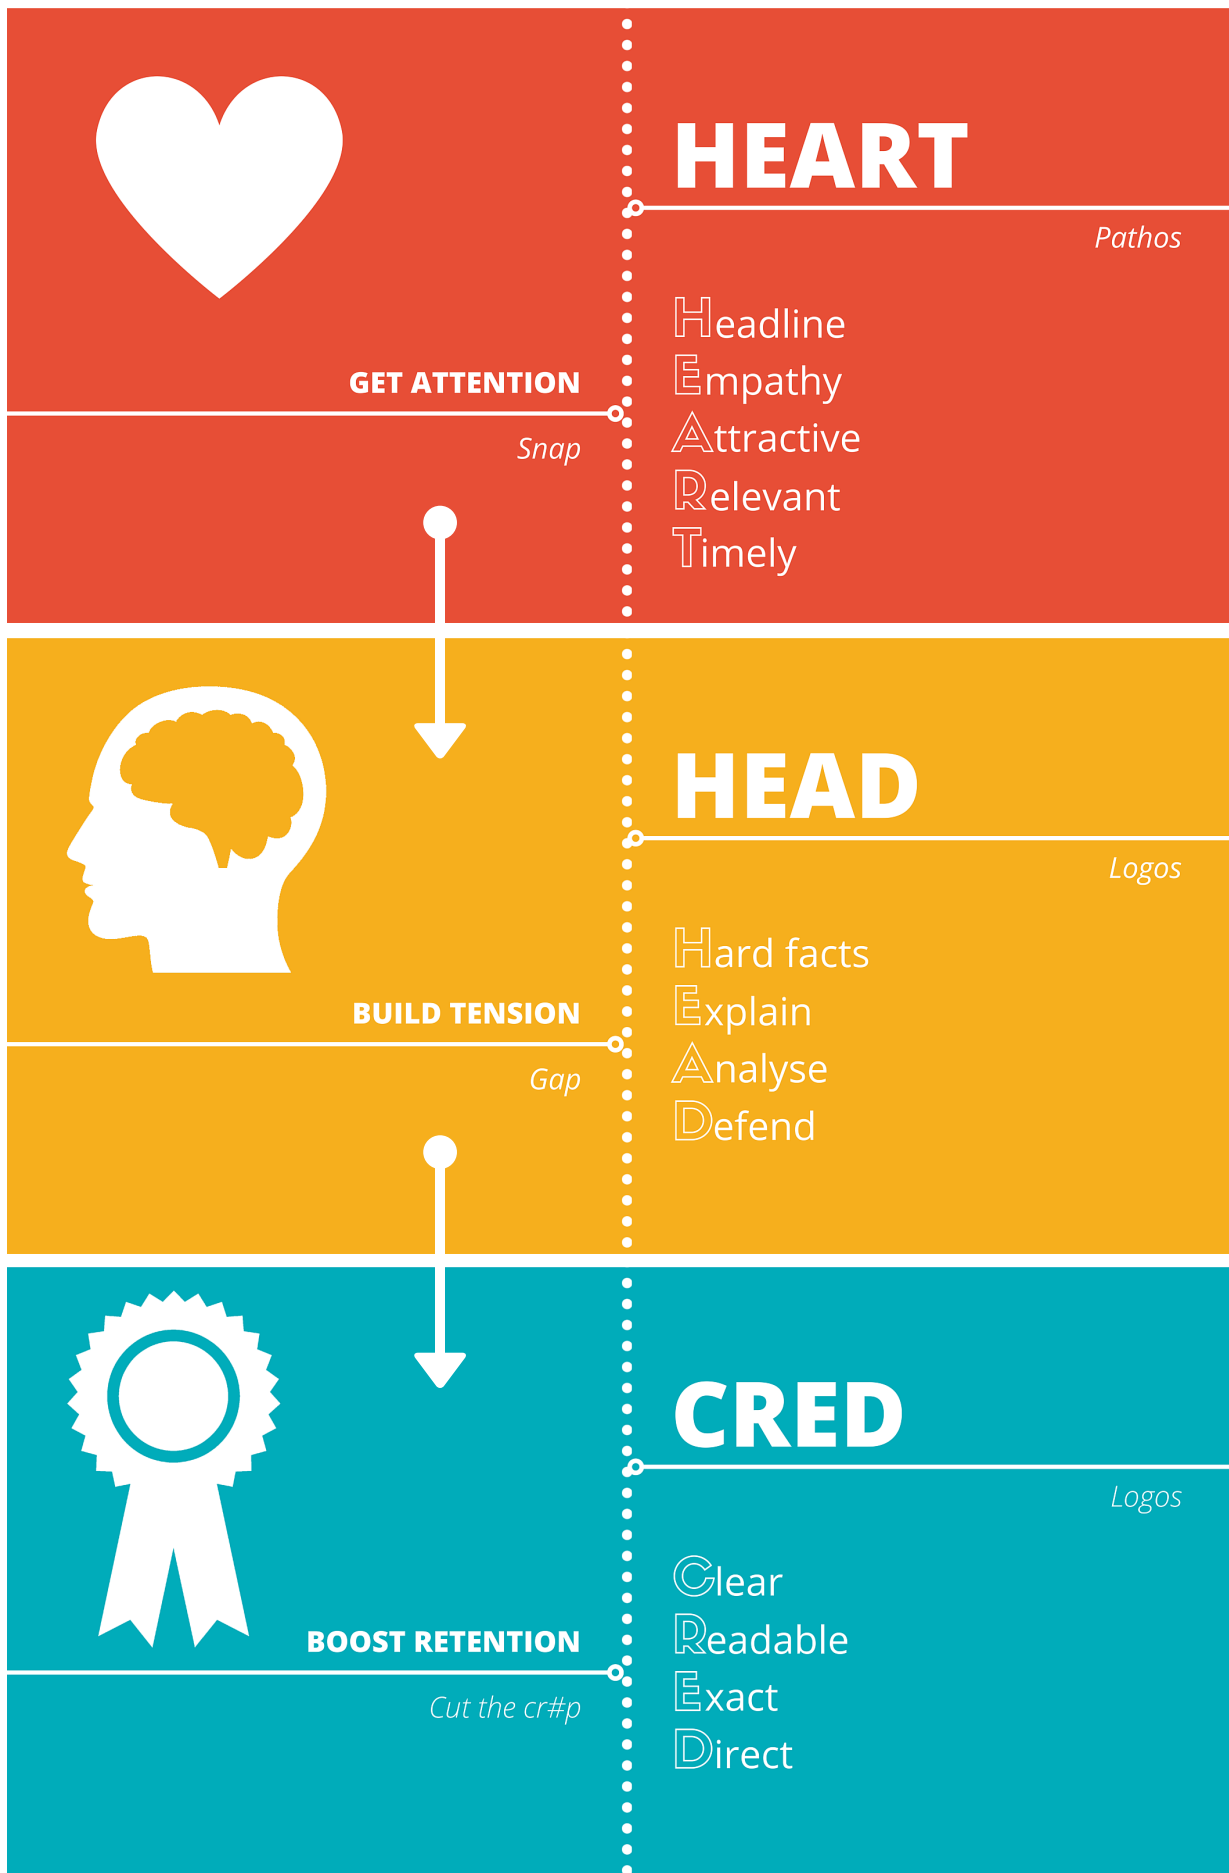 HEART
Pathos
Headline
Empathy
Attractive
Relevant
Timely
GET ATTENTION
Snap
HEAD
Logos
Hard facts
Explain
Analyse
Defend
BUILD TENSION
Gap
CRED
Logos
Clear
Readable
Exact
Direct
BOOST RETENTION
Cut the cr#p